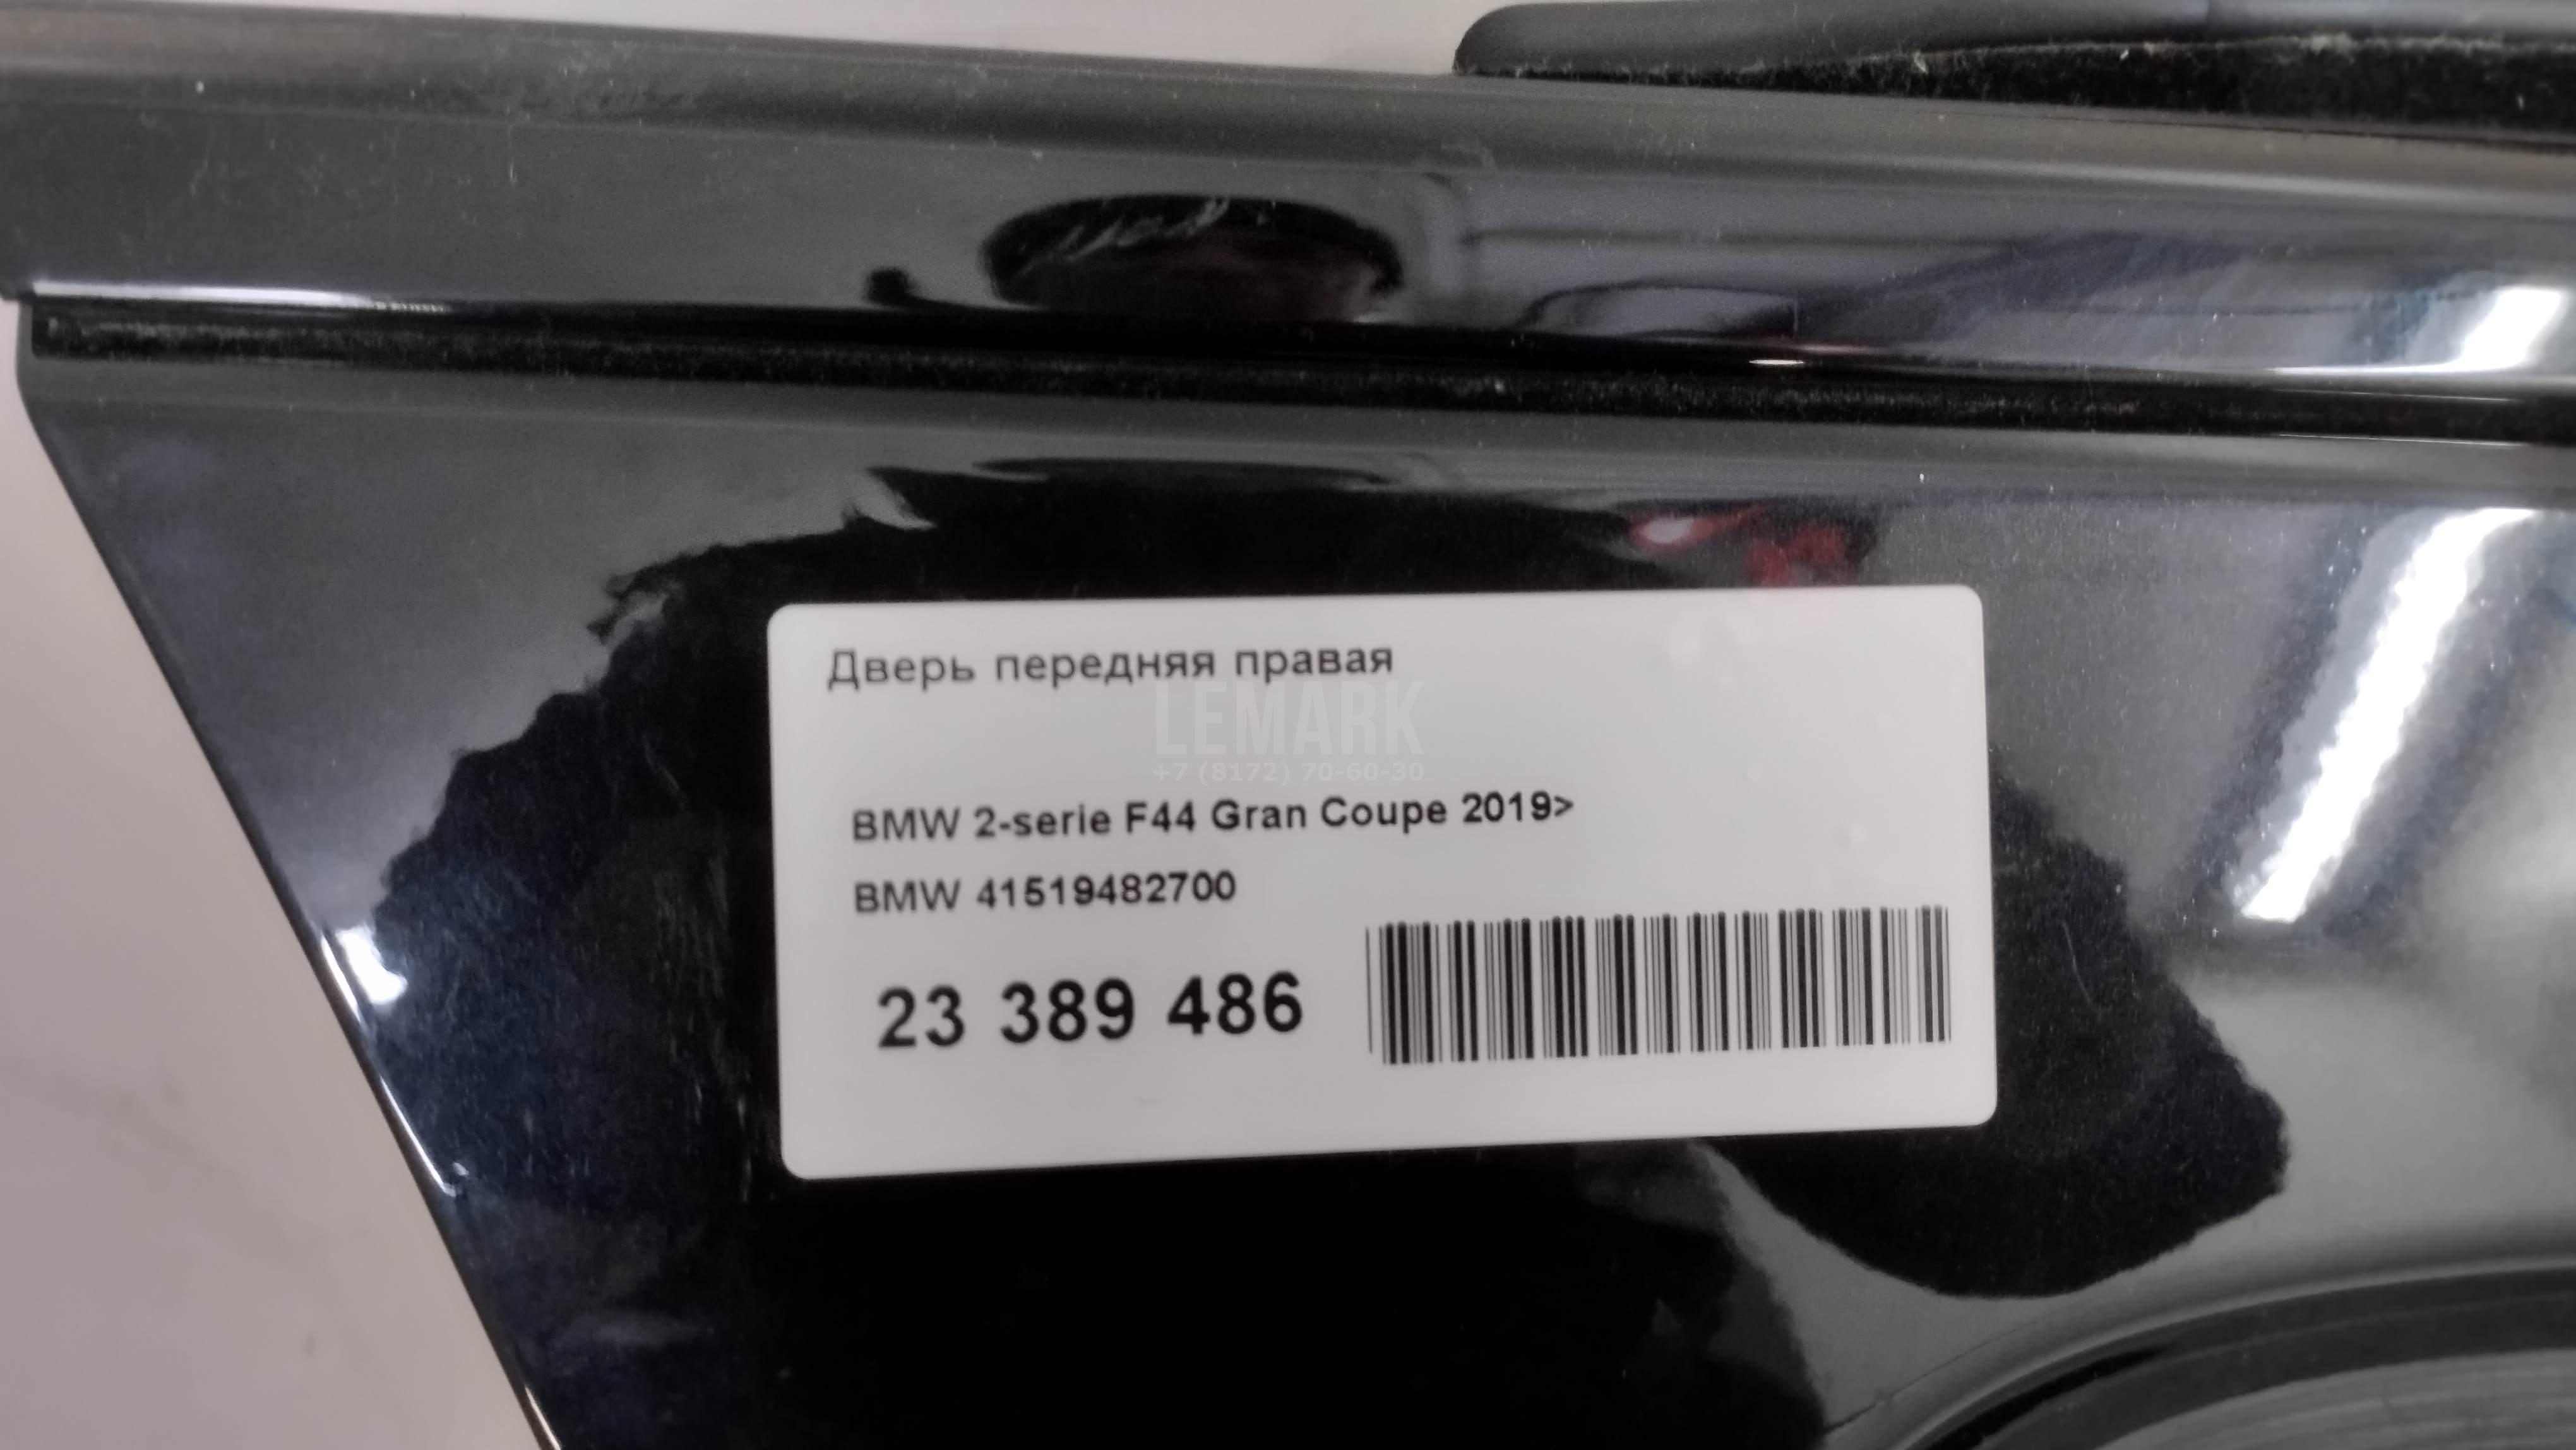 Дверь передняя правая
LEMARK
+7 (8172) 70-60-30
BMW 2-serie F44 Gran Coupe 2019>
BMW 41519482700
23 389 486